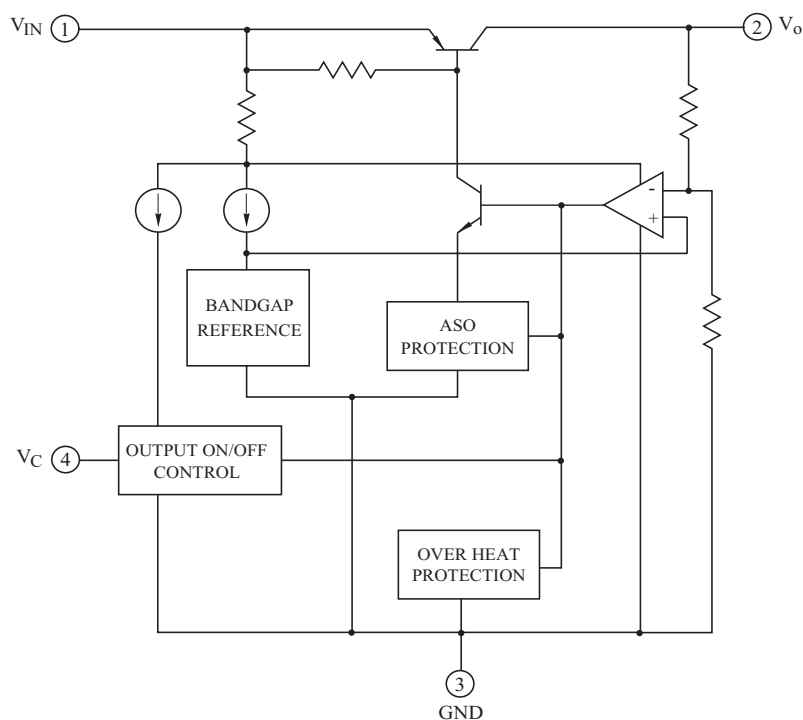 V_IN 1
2 V_o
-
+
BANDGAP
REFERENCE
ASO
PROTECTION
V_C 4
OUTPUT ON/OFF
CONTROL
OVER HEAT
PROTECTION
3
GND